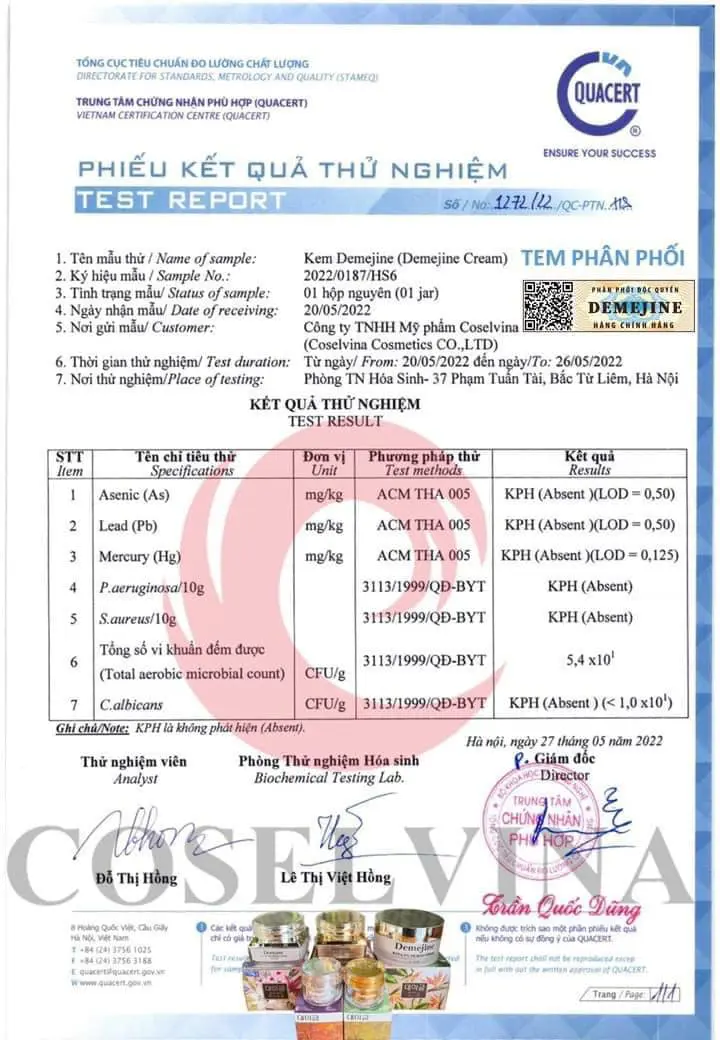 TỔNG CỤC TIÊU CHUẨN ĐO LƯỜNG CHẤT LƯỢNG
DIRECTORATE FOR STANDARDS, METROLOGY AND QUALITY (STAMEQ)
TRUNG TÂM CHỨNG NHẬN PHÙ HỢP (QUACERT)
VIETNAM CERTIFICATION CENTRE (QUACERT)
QUACERT
®
ENSURE YOUR SUCCESS
PHIẾU KẾT QUẢ THỬ NGHIỆM
TEST REPORT
Số / No: 1272/22 /QC-PTN.
1. Tên mẫu thử / Name of sample: Kem Demejine (Demejine Cream)
TEM PHÂN PHỐI
2. Ký hiệu mẫu / Sample No.: 2022/0187/HS6
3. Tình trạng mẫu/ Status of sample: 01 hộp nguyên (01 jar)
4. Ngày nhận mẫu/ Date of receiving: 20/05/2022
5. Nơi gửi mẫu/ Customer: Công ty TNHH Mỹ phẩm Coselvina
(Coselvina Cosmetics CO.,LTD)
PHÂN PHỐI ĐỘC QUYỀN
DEMEJINE
HÀNG CHÍNH HÃNG
6. Thời gian thử nghiệm/ Test duration: Từ ngày/ From: 20/05/2022 đến ngày/To: 26/05/2022
7. Nơi thử nghiệm/Place of testing: Phòng TN Hóa Sinh- 37 Phạm Tuấn Tài, Bắc Từ Liêm, Hà Nội
KẾT QUẢ THỬ NGHIỆM
TEST RESULT
STT Tên chỉ tiêu thử Đơn vị Phương pháp thử Kết quả
Item Specifications Unit Test methods Results
1 Asenic (As) mg/kg ACM THA 005 KPH (Absent )(LOD = 0,50)
2 Lead (Pb) mg/kg ACM THA 005 KPH (Absent )(LOD = 0,50)
3 Mercury (Hg) mg/kg ACM THA 005 KPH (Absent )(LOD = 0,125)
4 P.aeruginosa/10g 3113/1999/QĐ-BYT KPH (Absent)
5 S.aureus/10g 3113/1999/QĐ-BYT KPH (Absent)
6 Tổng số vi khuẩn đếm được (Total aerobic microbial count) CFU/g 3113/1999/QĐ-BYT 5,4 x10¹
7 C.albicans CFU/g 3113/1999/QĐ-BYT KPH (Absent ) (< 1,0 x10¹)
Ghi chú/Note: KPH là không phát hiện (Absent).
Hà nội, ngày 27 tháng 05 năm 2022
Thử nghiệm viên Phòng Thử nghiệm Hóa sinh P. Giám đốc
Analyst Biochemical Testing Lab. Director
TRUNG TÂM
CHỨNG NHẬN
PHÙ HỢP
COSELVINA
Đỗ Thị Hồng Lê Thị Việt Hồng
Trần Quốc Dũng
8 Hoàng Quốc Việt, Cầu Giấy
Hà Nội, Việt Nam
T +84 (24) 3756 1025
F +84 (24) 3756 3188
E quacert@quacert.gov.vn
W www.quacert.gov.vn
1 Các kết quả
chỉ có giá trị
Test resu
for samp
Demejine
대미글
3 Không được trích sao một phần phiếu kết quả
nếu không có sự đồng ý của QUACERT.
The test report shall not be reproduced except
in full with out the written approval of QUACERT.
Trang / Page: 1/1